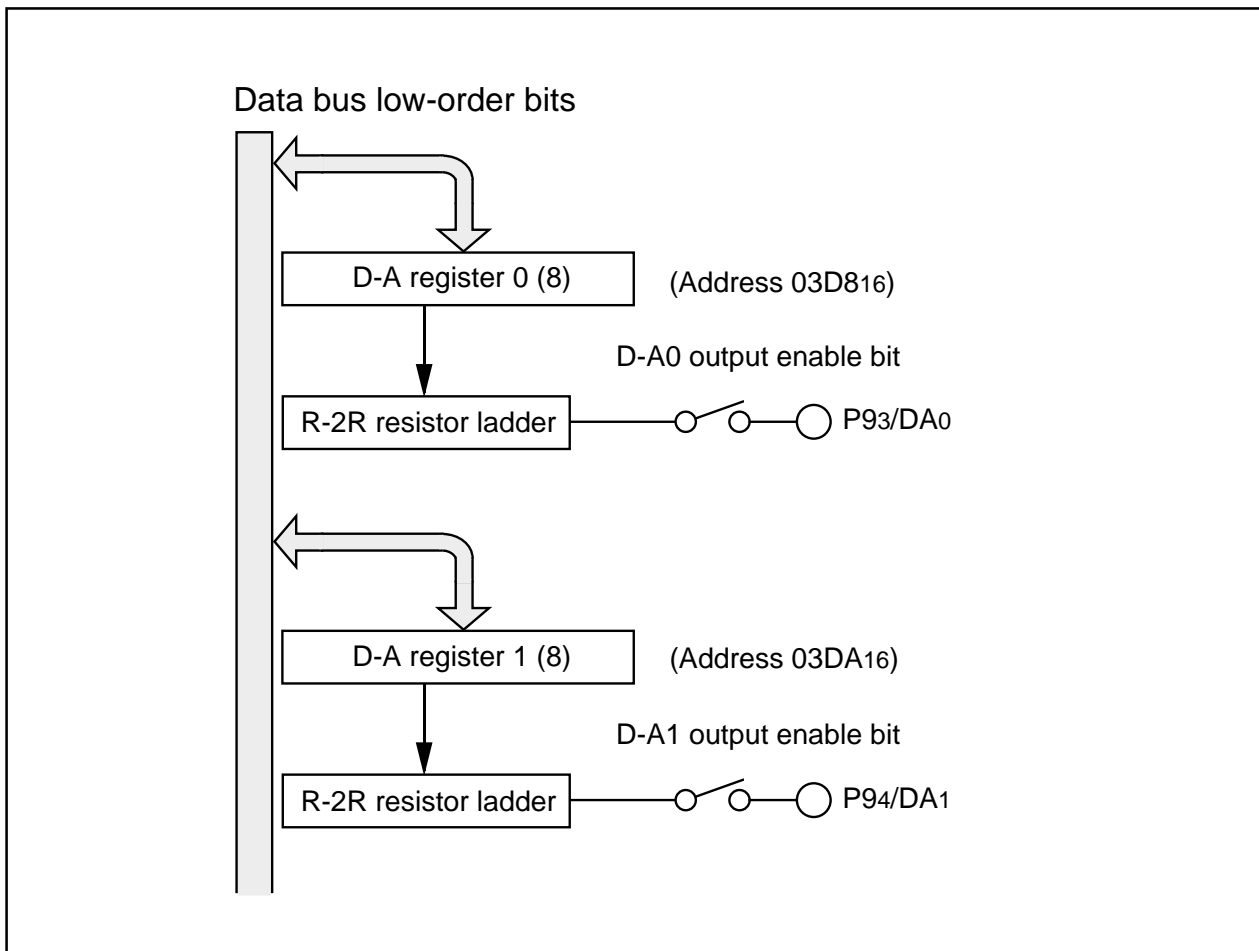 Data bus low-order bits
D-A register 0 (8)
(Address 03D816)
D-A0 output enable bit
R-2R resistor ladder
P93/DA0
D-A register 1 (8)
(Address 03DA16)
D-A1 output enable bit
R-2R resistor ladder
P94/DA1